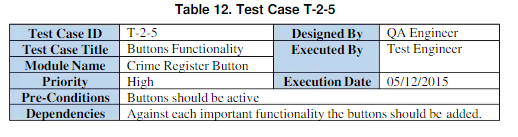 Table 12. Test Case T-2-5
Test Case ID T-2-5 Designed By QA Engineer
Test Case Title Buttons Functionality Executed By Test Engineer
Module Name Crime Register Button
Priority High Execution Date 05/12/2015
Pre-Conditions Buttons should be active
Dependencies Against each important functionality the buttons should be added.